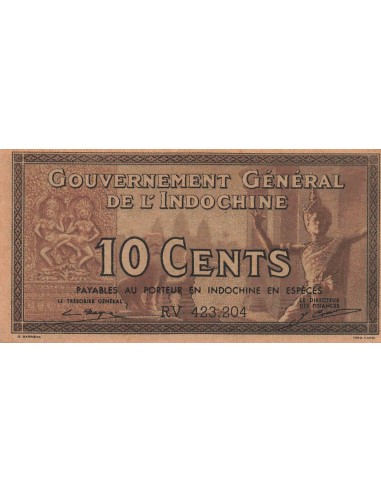 GOUVERNEMENT GÉNÉRAL
DE L'INDOCHINE
10 CENTS
PAYABLES AU PORTEUR EN INDOCHINE EN ESPÈCES
LE TRÉSORIER GÉNÉRAL
LE DIRECTEUR
DES FINANCES
RV 423.204